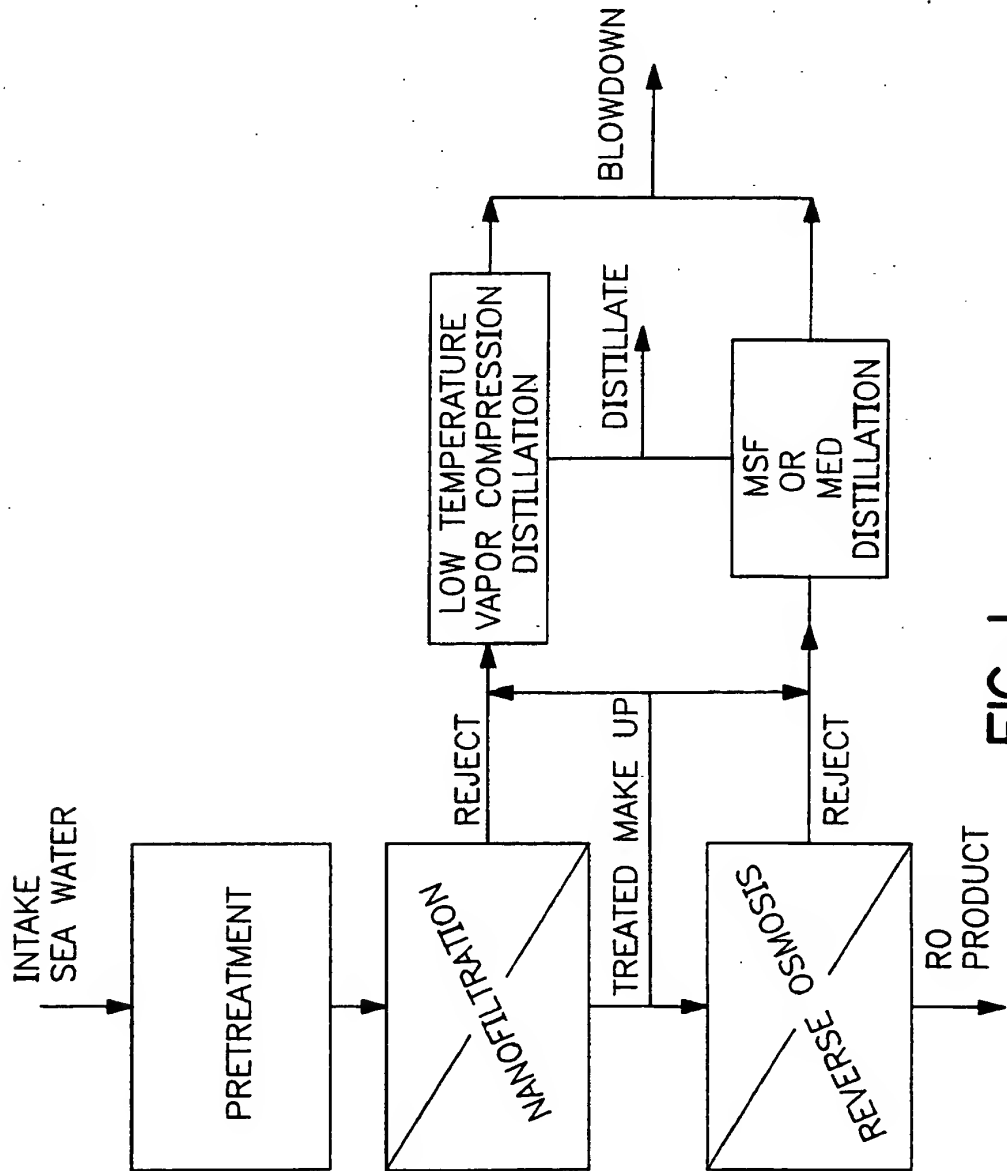 INTAKE
SEA WATER
PRETREATMENT
NANOFILTRATION
REJECT
LOW TEMPERATURE
VAPOR COMPRESSION
DISTILLATION
TREATED MAKE UP
DISTILLATE
BLOWDOWN
REVERSE OSMOSIS
REJECT
MSF
OR
MED
DISTILLATION
RO
PRODUCT